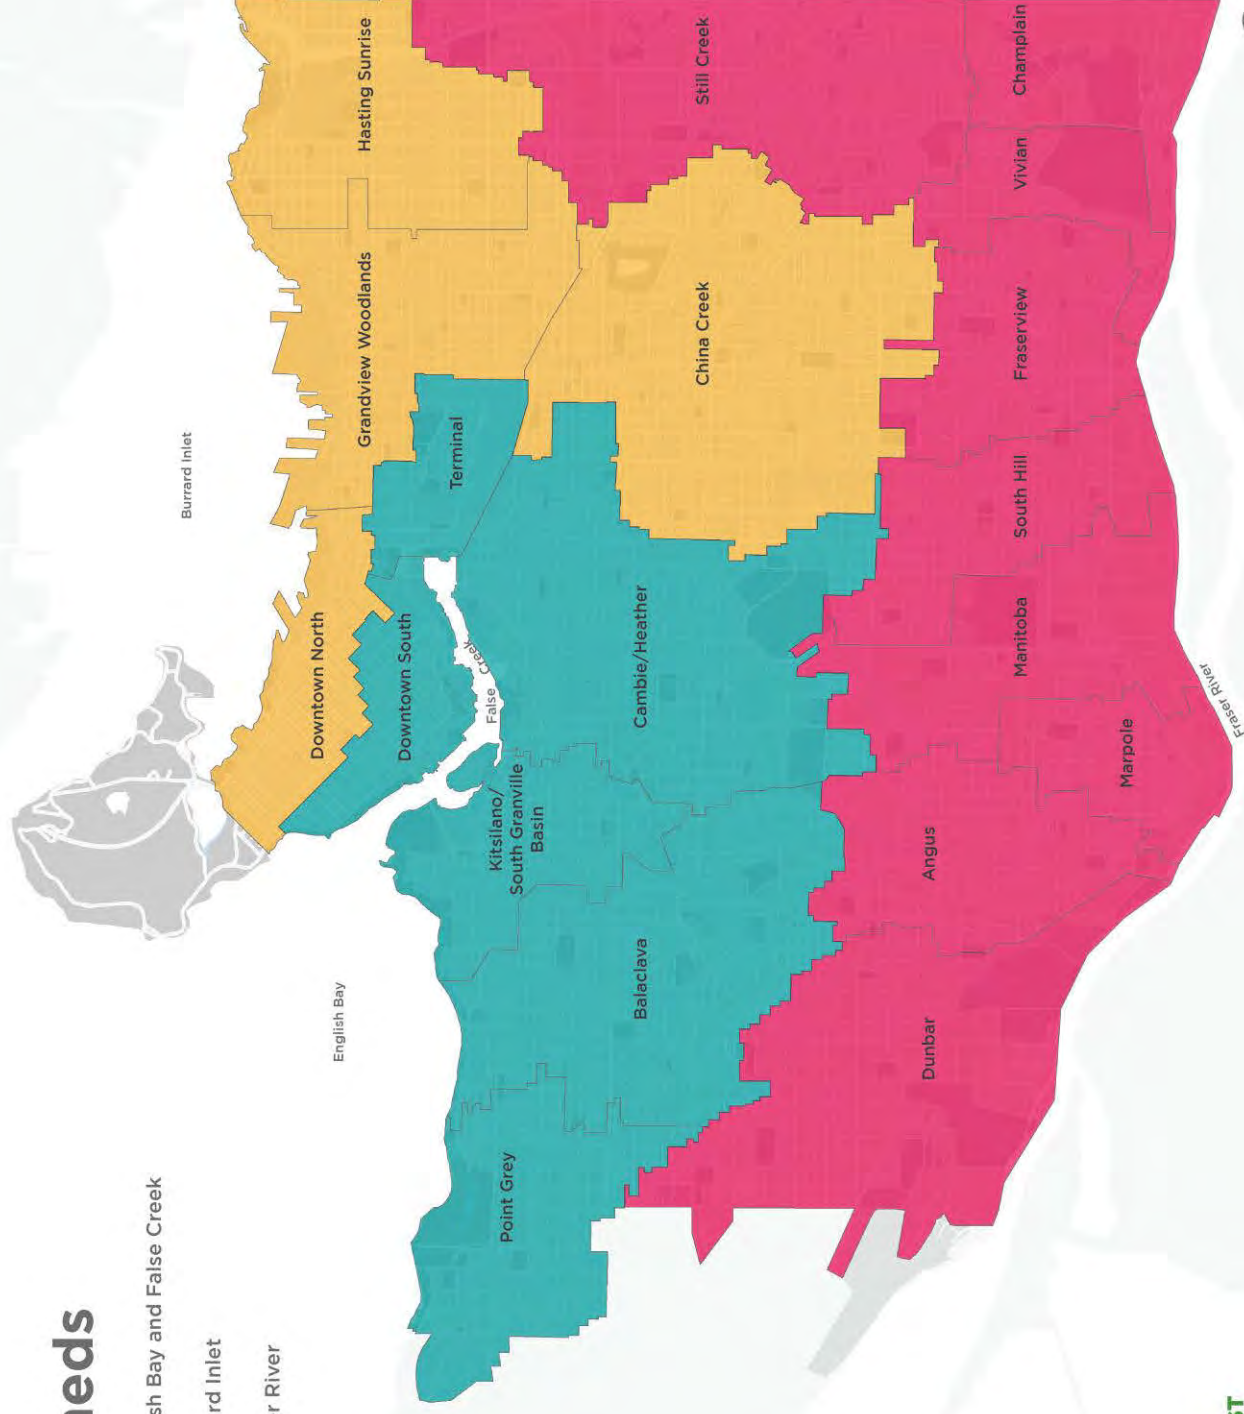 heds
sh Bay and False Creek
rd Inlet
r River
Burrard Inlet
English Bay
Downtown North
Hasting Sunrise
Grandview Woodlands
Downtown South
Terminal
False Creek
Point Grey
Kitsilano/
South Granville
Basin
Balaclava
Cambie/Heather
China Creek
Still Creek
Dunbar
Angus
Manitoba
South Hill
Fraserview
Vivian
Champlain
Marpole
Fraser River
ST